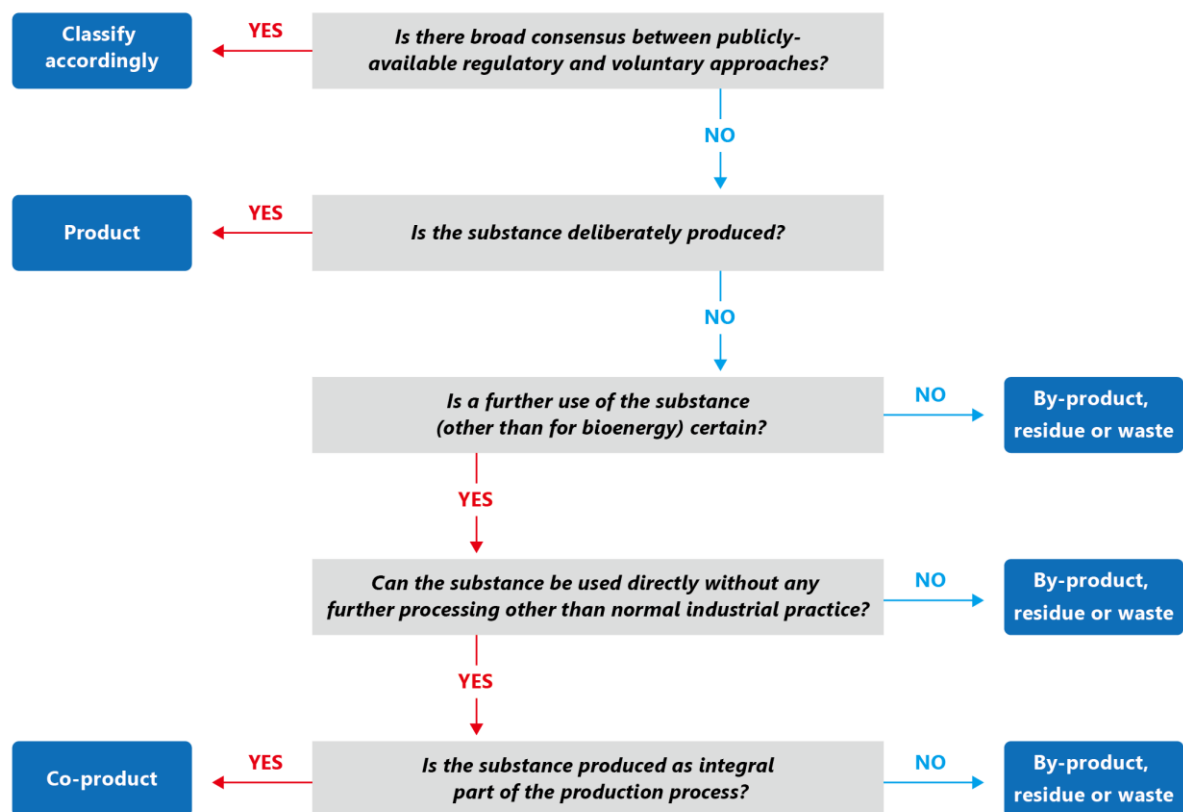 Classify
accordingly
YES
Is there broad consensus between publicly-
available regulatory and voluntary approaches?
NO
Product
YES
Is the substance deliberately produced?
NO
Is a further use of the substance
(other than for bioenergy) certain?
NO
By-product,
residue or waste
YES
Can the substance be used directly without any
further processing other than normal industrial practice?
NO
By-product,
residue or waste
YES
Co-product
YES
Is the substance produced as integral
part of the production process?
NO
By-product,
residue or waste